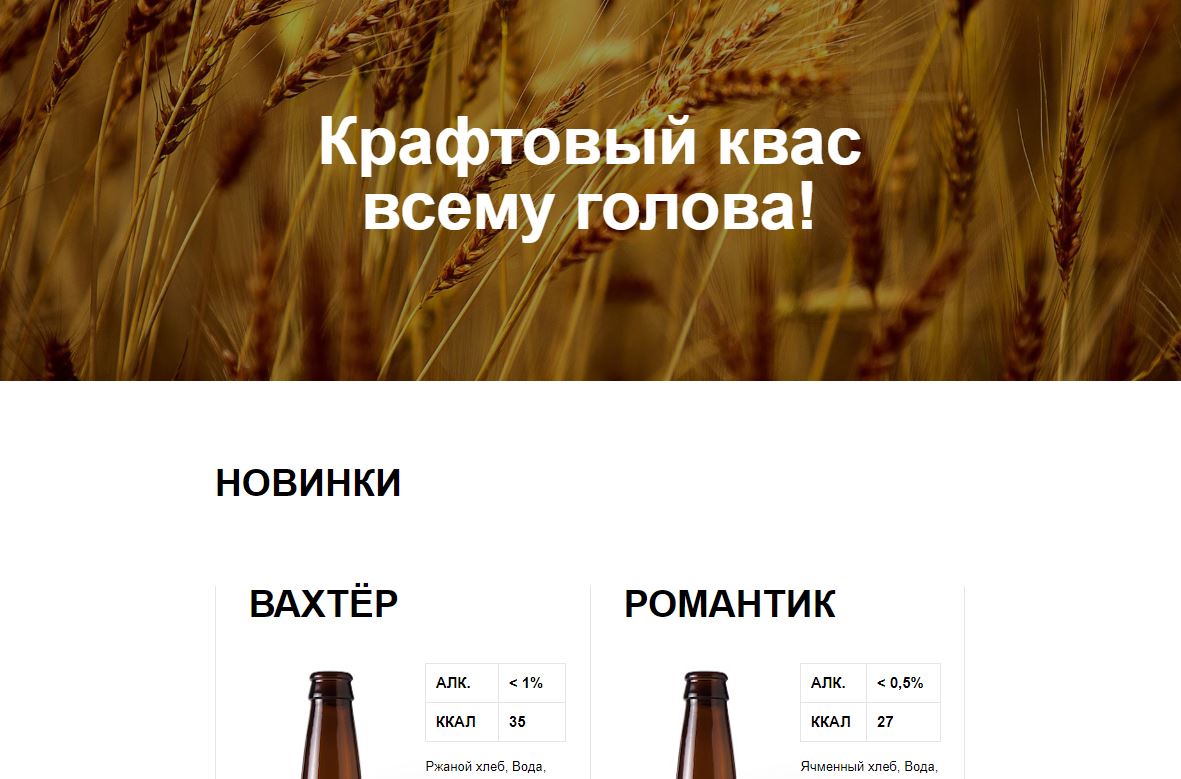 Крафтовый квас
всему голова!
НОВИНКИ
ВАХТЁР
АЛК. < 1%
ККАЛ 35
Ржаной хлеб, Вода,
РОМАНТИК
АЛК. < 0,5%
ККАЛ 27
Ячменный хлеб, Вода,